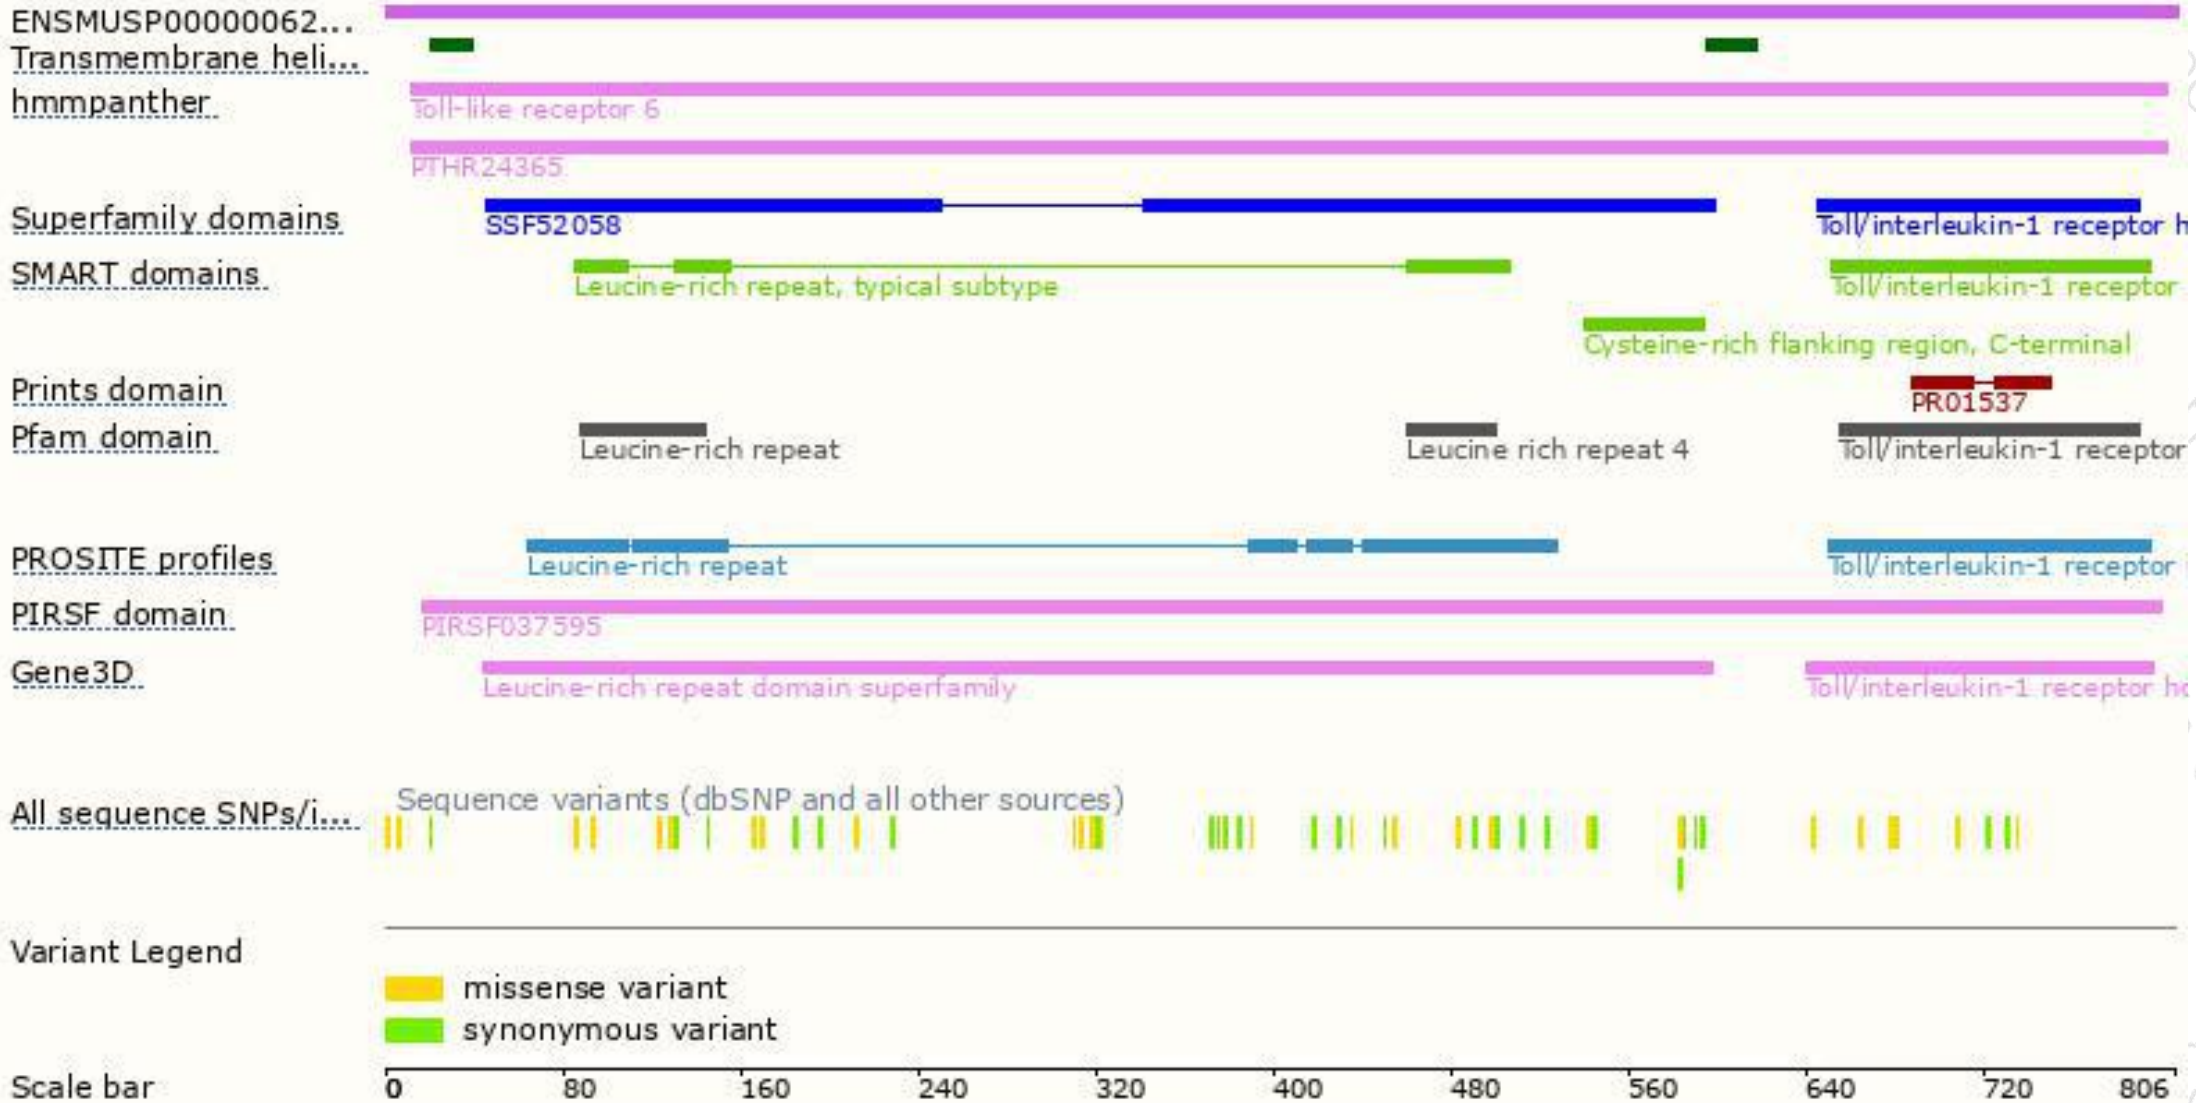 ENSMUSP00000062...
Transmembrane heli...
hmmpanther
Toll-like receptor 6
PTHR24365
Superfamily domains
SSF52058
Toll/interleukin-1 receptor h
SMART domains
Leucine-rich repeat, typical subtype
Toll/interleukin-1 receptor
Cysteine-rich flanking region, C-terminal
Prints domain
PR01537
Pfam domain
Leucine-rich repeat
Leucine rich repeat 4
Toll/interleukin-1 receptor
PROSITE profiles
Leucine-rich repeat
Toll/interleukin-1 receptor
PIRSF domain
PIRSF037595
Gene3D
Leucine-rich repeat domain superfamily
Toll/interleukin-1 receptor ho
All sequence SNPs/i...
Sequence variants (dbSNP and all other sources)
Variant Legend
missense variant
synonymous variant
Scale bar
0 80 160 240 320 400 480 560 640 720 806